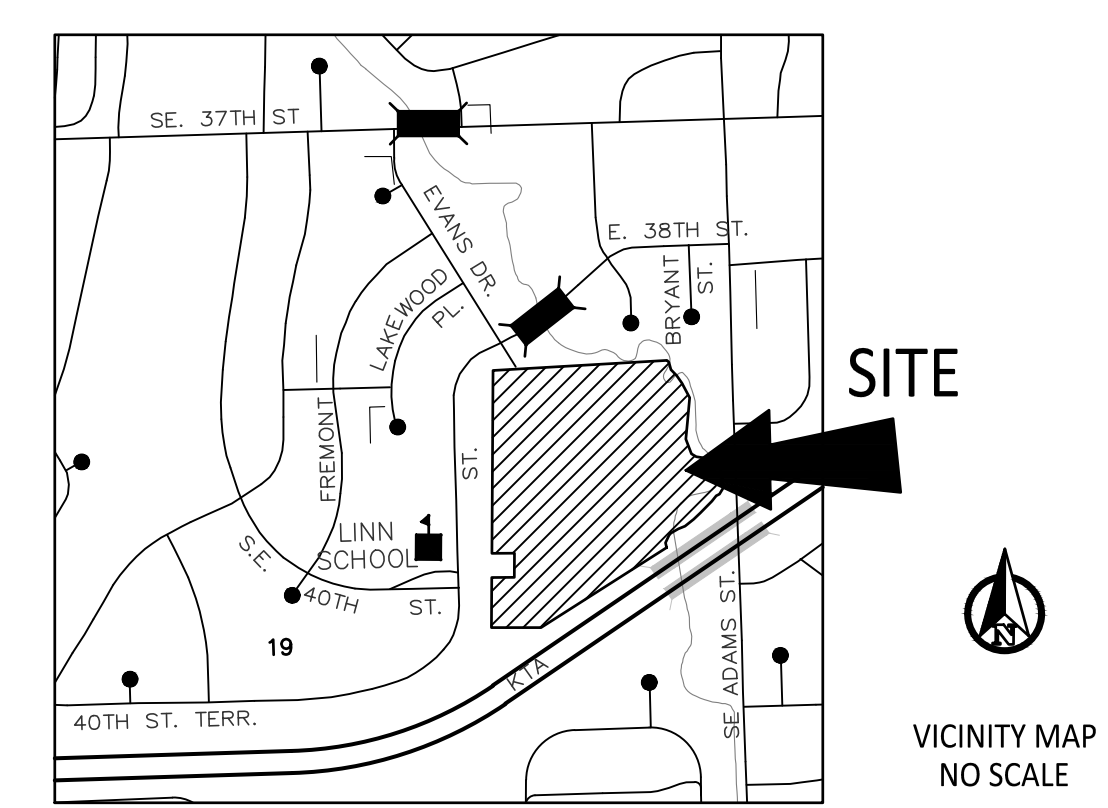 SE. 37TH ST
EVANS DR.
E. 38TH ST.
LAKEWOOD
PL.
BRYANT
ST.
SITE
FREMONT
ST.
LINN
SCHOOL
S.E.
40TH
ST.
19
N
KTA
SE ADAMS ST.
40TH ST. TERR.
VICINITY MAP
NO SCALE